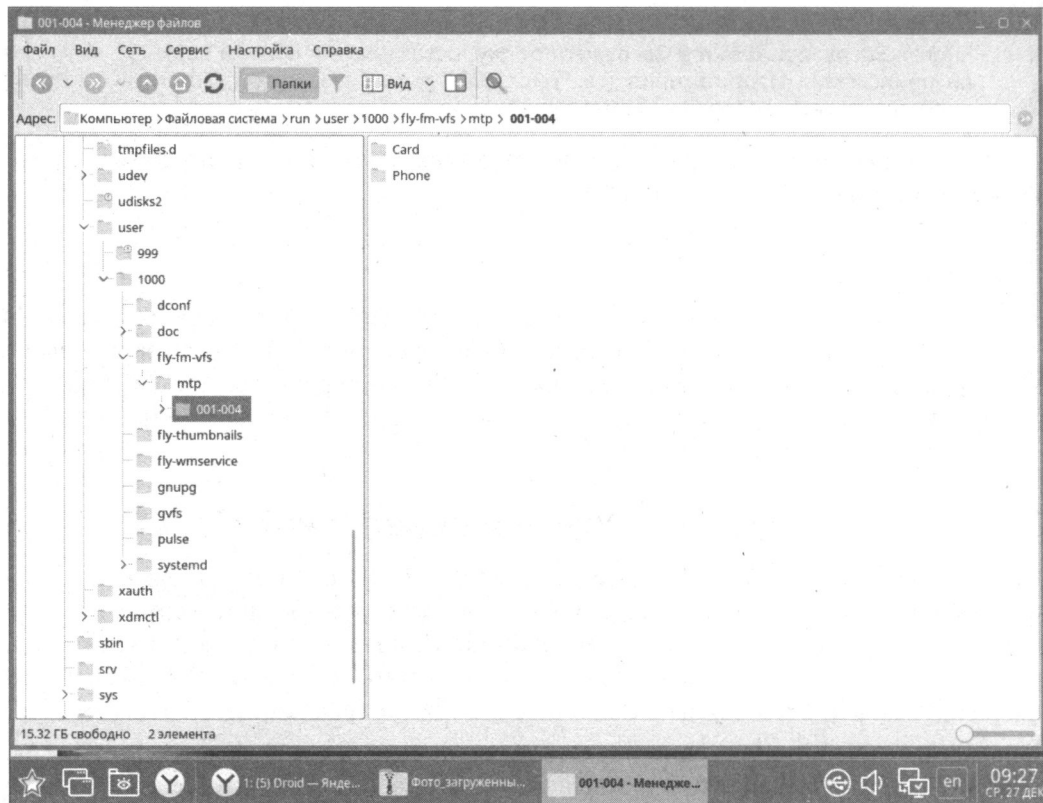 001-004 - Менеджер файлов
Файл Вид Сеть Сервис Настройка Справка
Папки Вид
Адрес: Компьютер > Файловая система > run > user > 1000 > fly-fm-vfs > mtp > 001-004
tmpfiles.d
udev
udisks2
user
999
1000
dconf
doc
fly-fm-vfs
mtp
001-004
fly-thumbnails
fly-wmservice
gnupg
gvfs
pulse
systemd
xauth
xdmctl
sbin
srv
sys
Card
Phone
15.32 ГБ свободно 2 элемента
1: (5) Droid — Янде... Фото_загруженны... 001-004 - Менедже... en 09:27
СР, 27 ДЕК